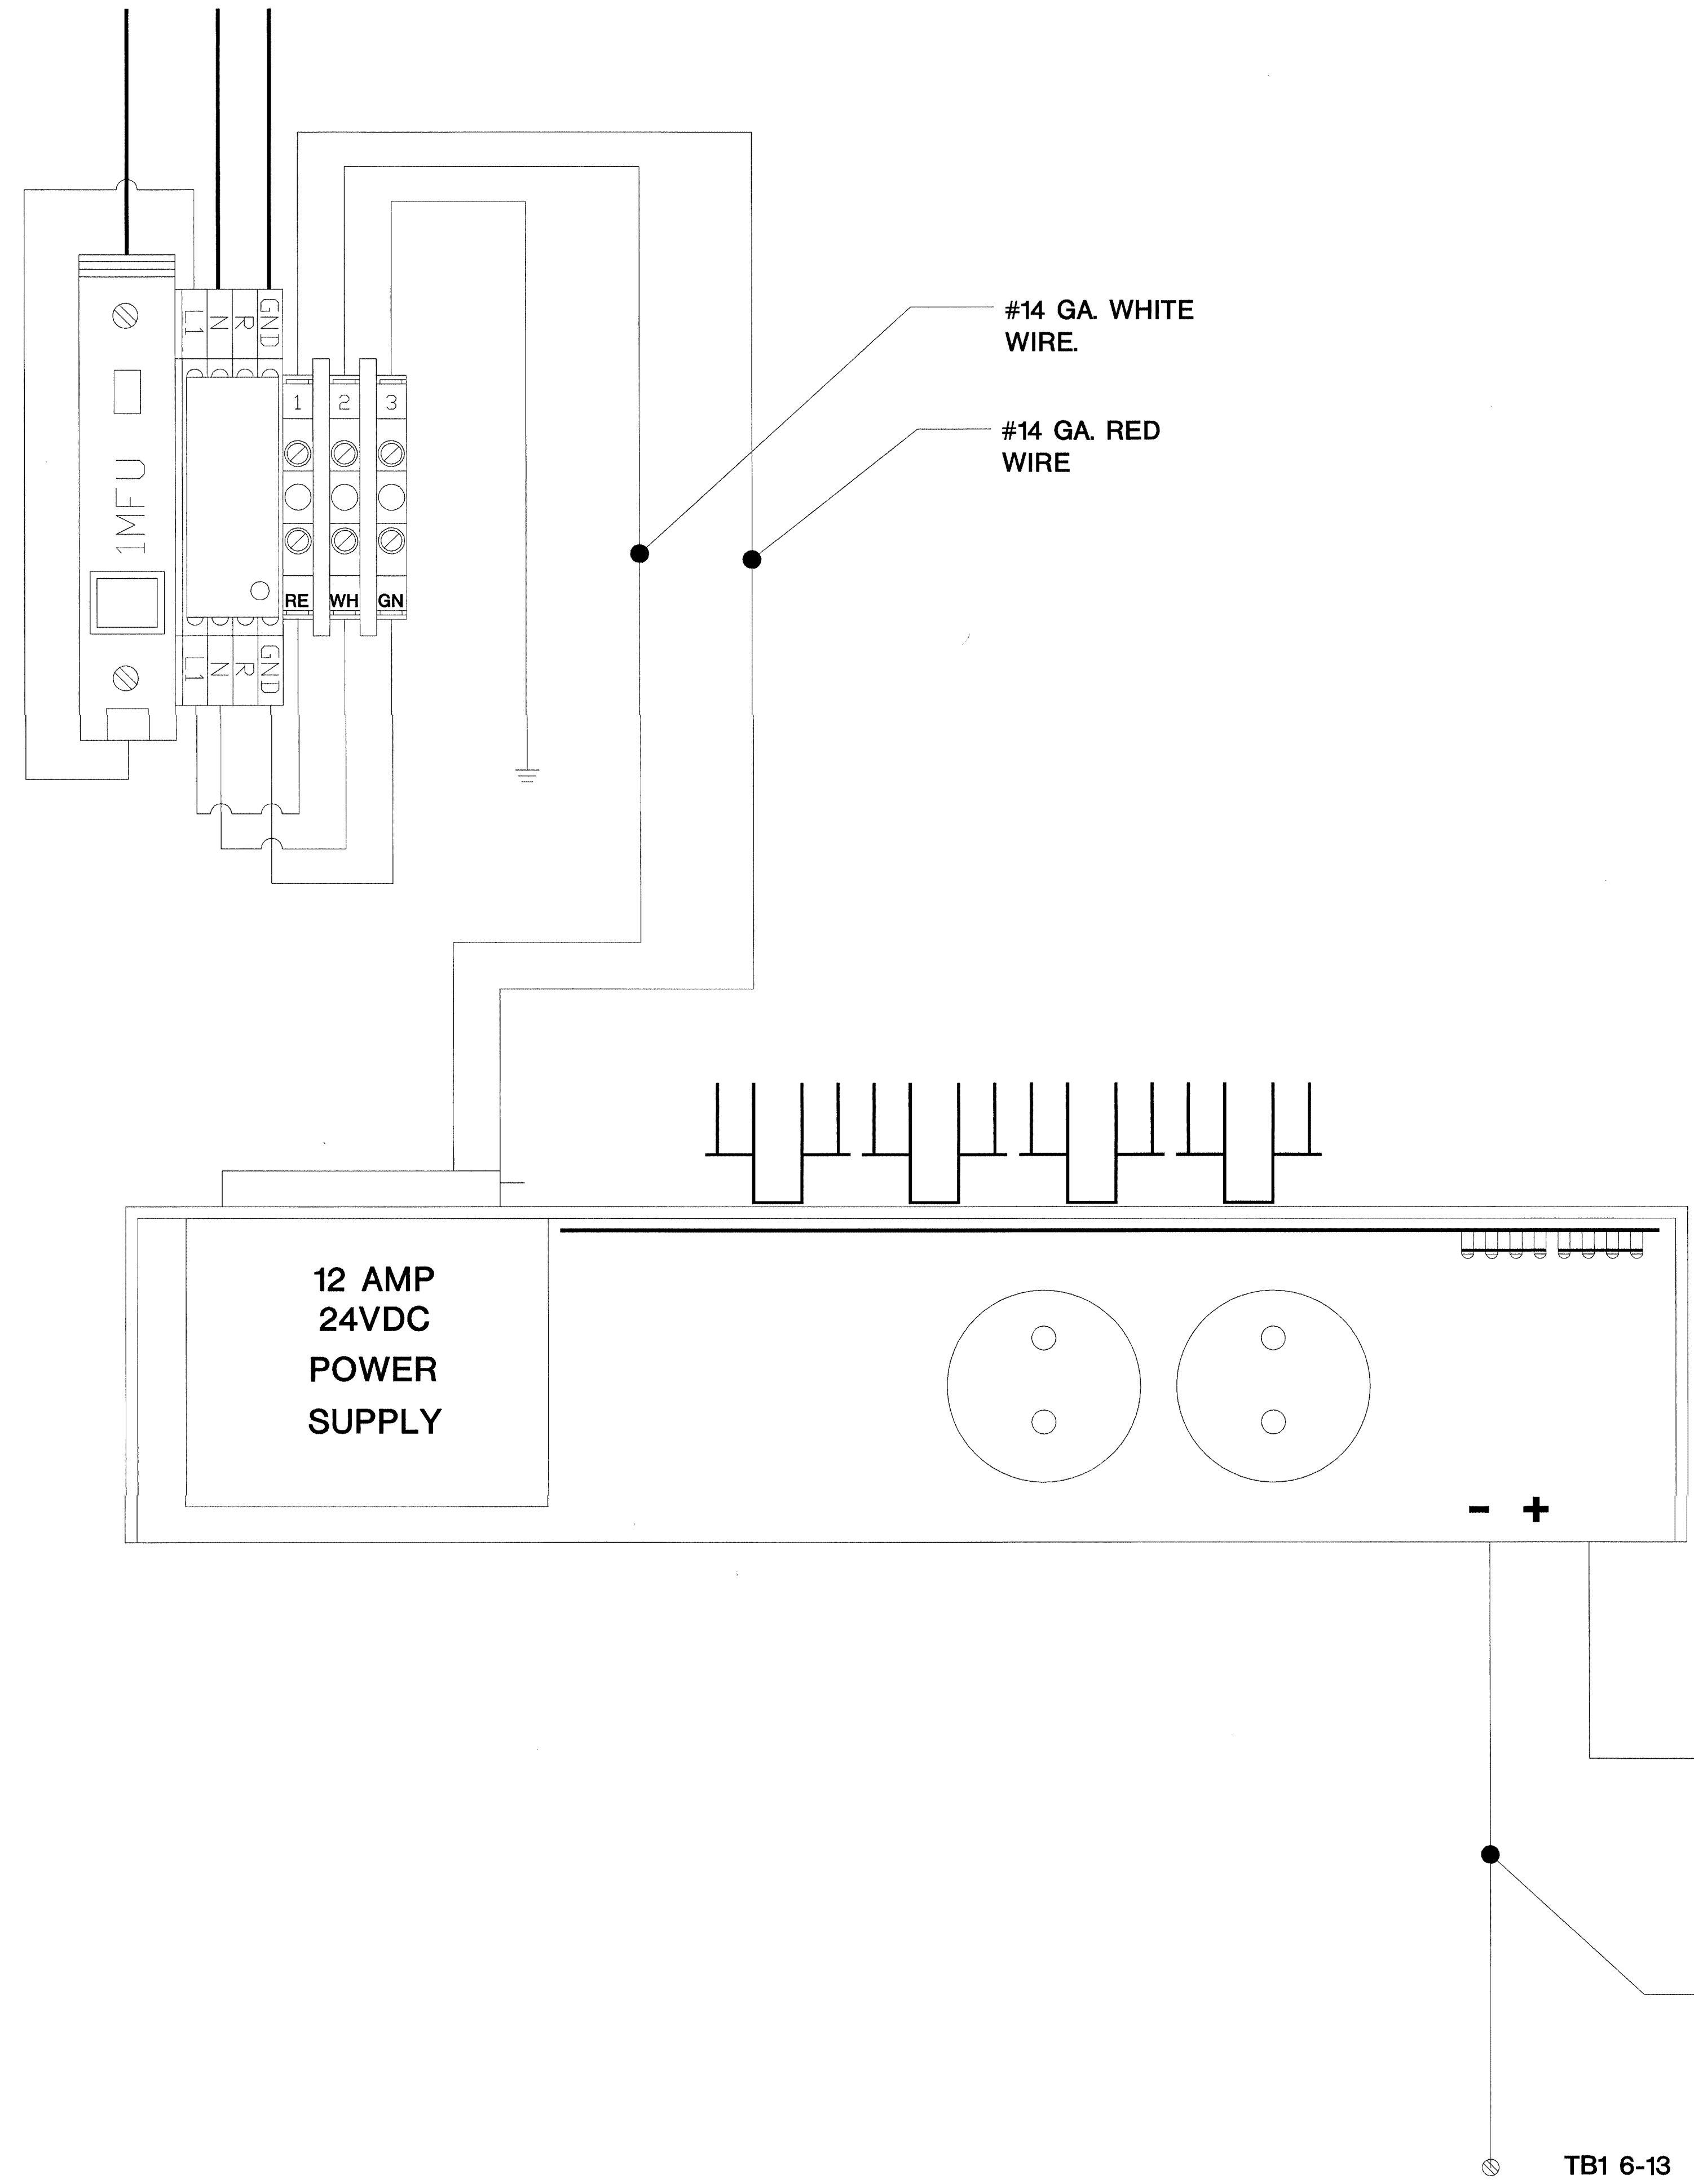 #14 GA. WHITE
WIRE.
#14 GA. RED
WIRE
L1 N R GND
1 2 3
1MFU
RE WH GN
L1 N R GND
12 AMP
24VDC
POWER
SUPPLY
- +
TB1 6-13